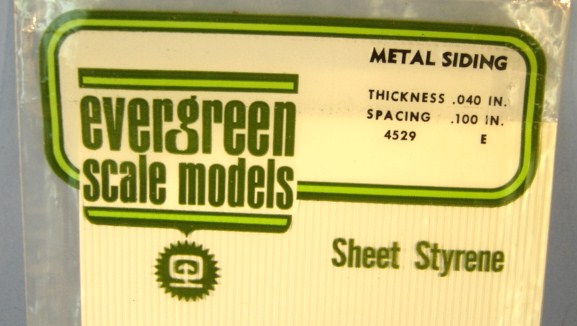 METAL SIDING
THICKNESS .040 IN.
SPACING .100 IN.
4529 E
evergreen
scale models
Sheet Styrene